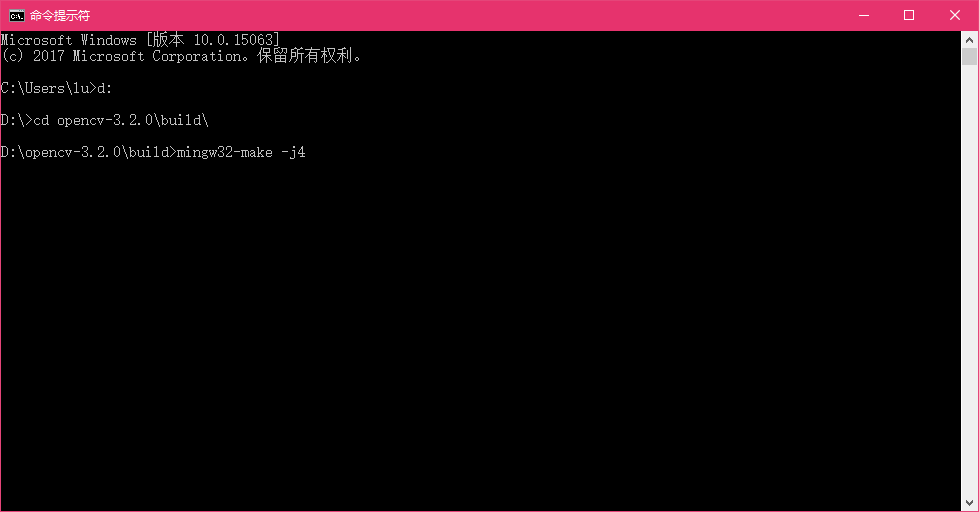 命令提示符
Microsoft Windows [版本 10.0.15063]
(c) 2017 Microsoft Corporation。保留所有权利。
C:\Users\lu>d:
D:\>cd opencv-3.2.0\build\
D:\opencv-3.2.0\build>mingw32-make -j4